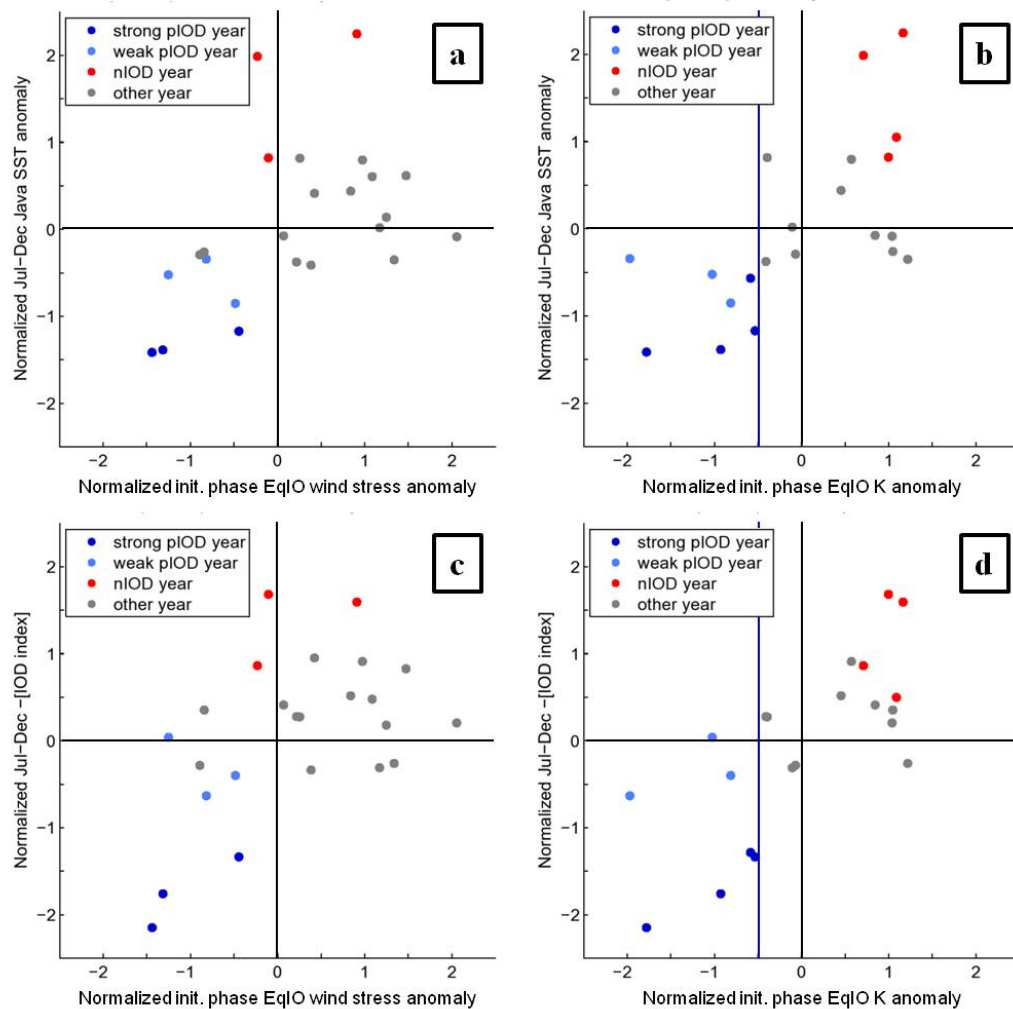 strong pIOD year
weak pIOD year
nIOD year
other year
a
2
1
0
−1
−2
Normalized Jul−Dec Java SST anomaly
−2 −1 0 1 2
Normalized init. phase EqIO wind stress anomaly
strong pIOD year
weak pIOD year
nIOD year
other year
b
2
1
0
−1
−2
Normalized Jul−Dec Java SST anomaly
−2 −1 0 1 2
Normalized init. phase EqIO K anomaly
strong pIOD year
weak pIOD year
nIOD year
other year
c
2
1
0
−1
−2
Normalized Jul−Dec −[IOD index]
−2 −1 0 1 2
Normalized init. phase EqIO wind stress anomaly
strong pIOD year
weak pIOD year
nIOD year
other year
d
2
1
0
−1
−2
Normalized Jul−Dec −[IOD index]
−2 −1 0 1 2
Normalized init. phase EqIO K anomaly